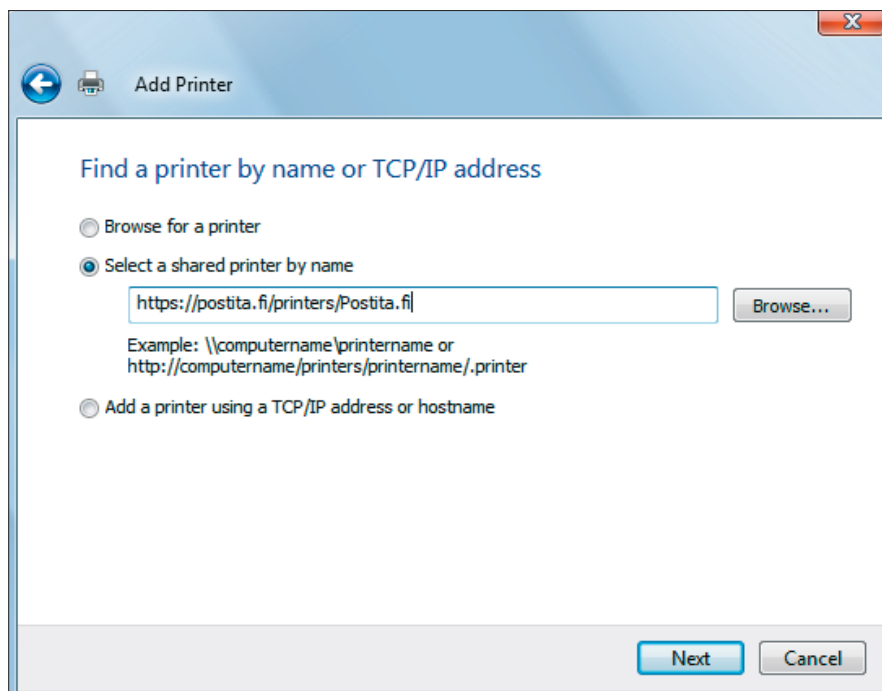 Add Printer
Find a printer by name or TCP/IP address
Browse for a printer
Select a shared printer by name
https://postita.fi/printers/Postita.fi
Browse...
Example: \\computername\printername or
http://computername/printers/printername/.printer
Add a printer using a TCP/IP address or hostname
Next
Cancel